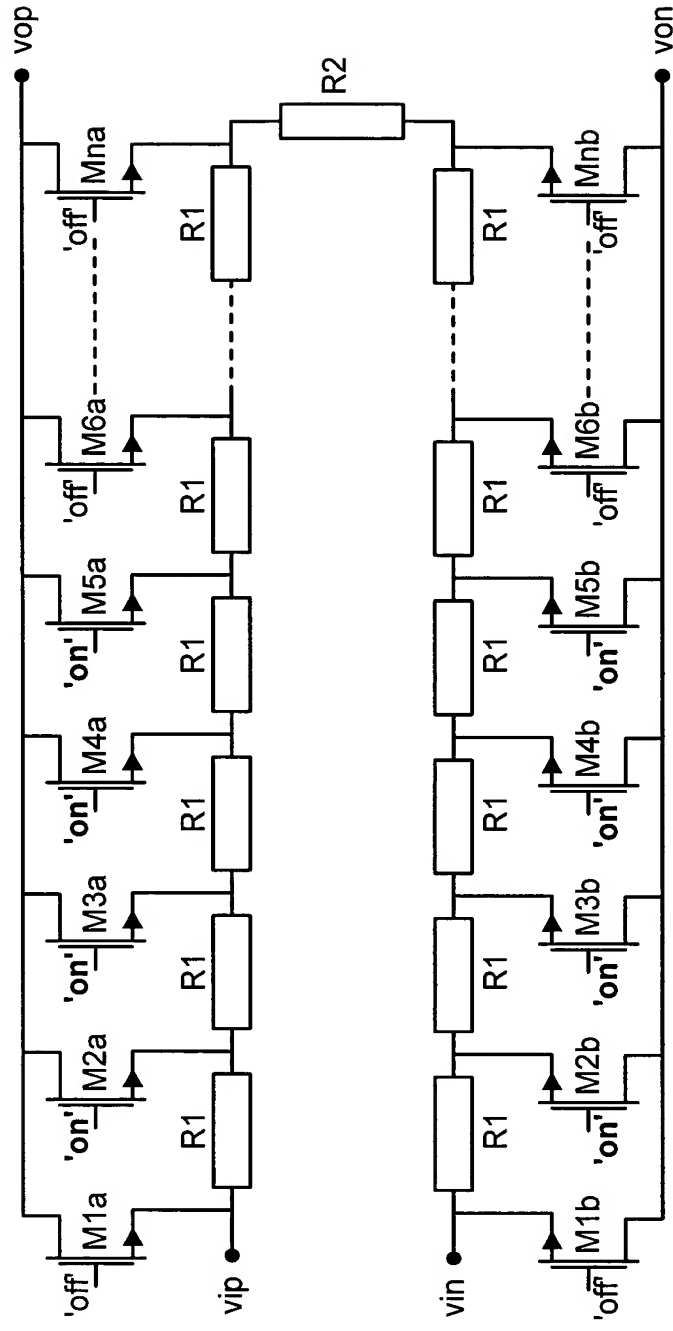 vop
M1a
M2a
M3a
M4a
M5a
M6a
Mna
'off'
'on'
'on'
'on'
'on'
'off'
'off'
vip
R1
R1
R1
R1
R1
R1
R2
vin
R1
R1
R1
R1
R1
R1
M1b
M2b
M3b
M4b
M5b
M6b
Mnb
'off'
'on'
'on'
'on'
'on'
'off'
'off'
von